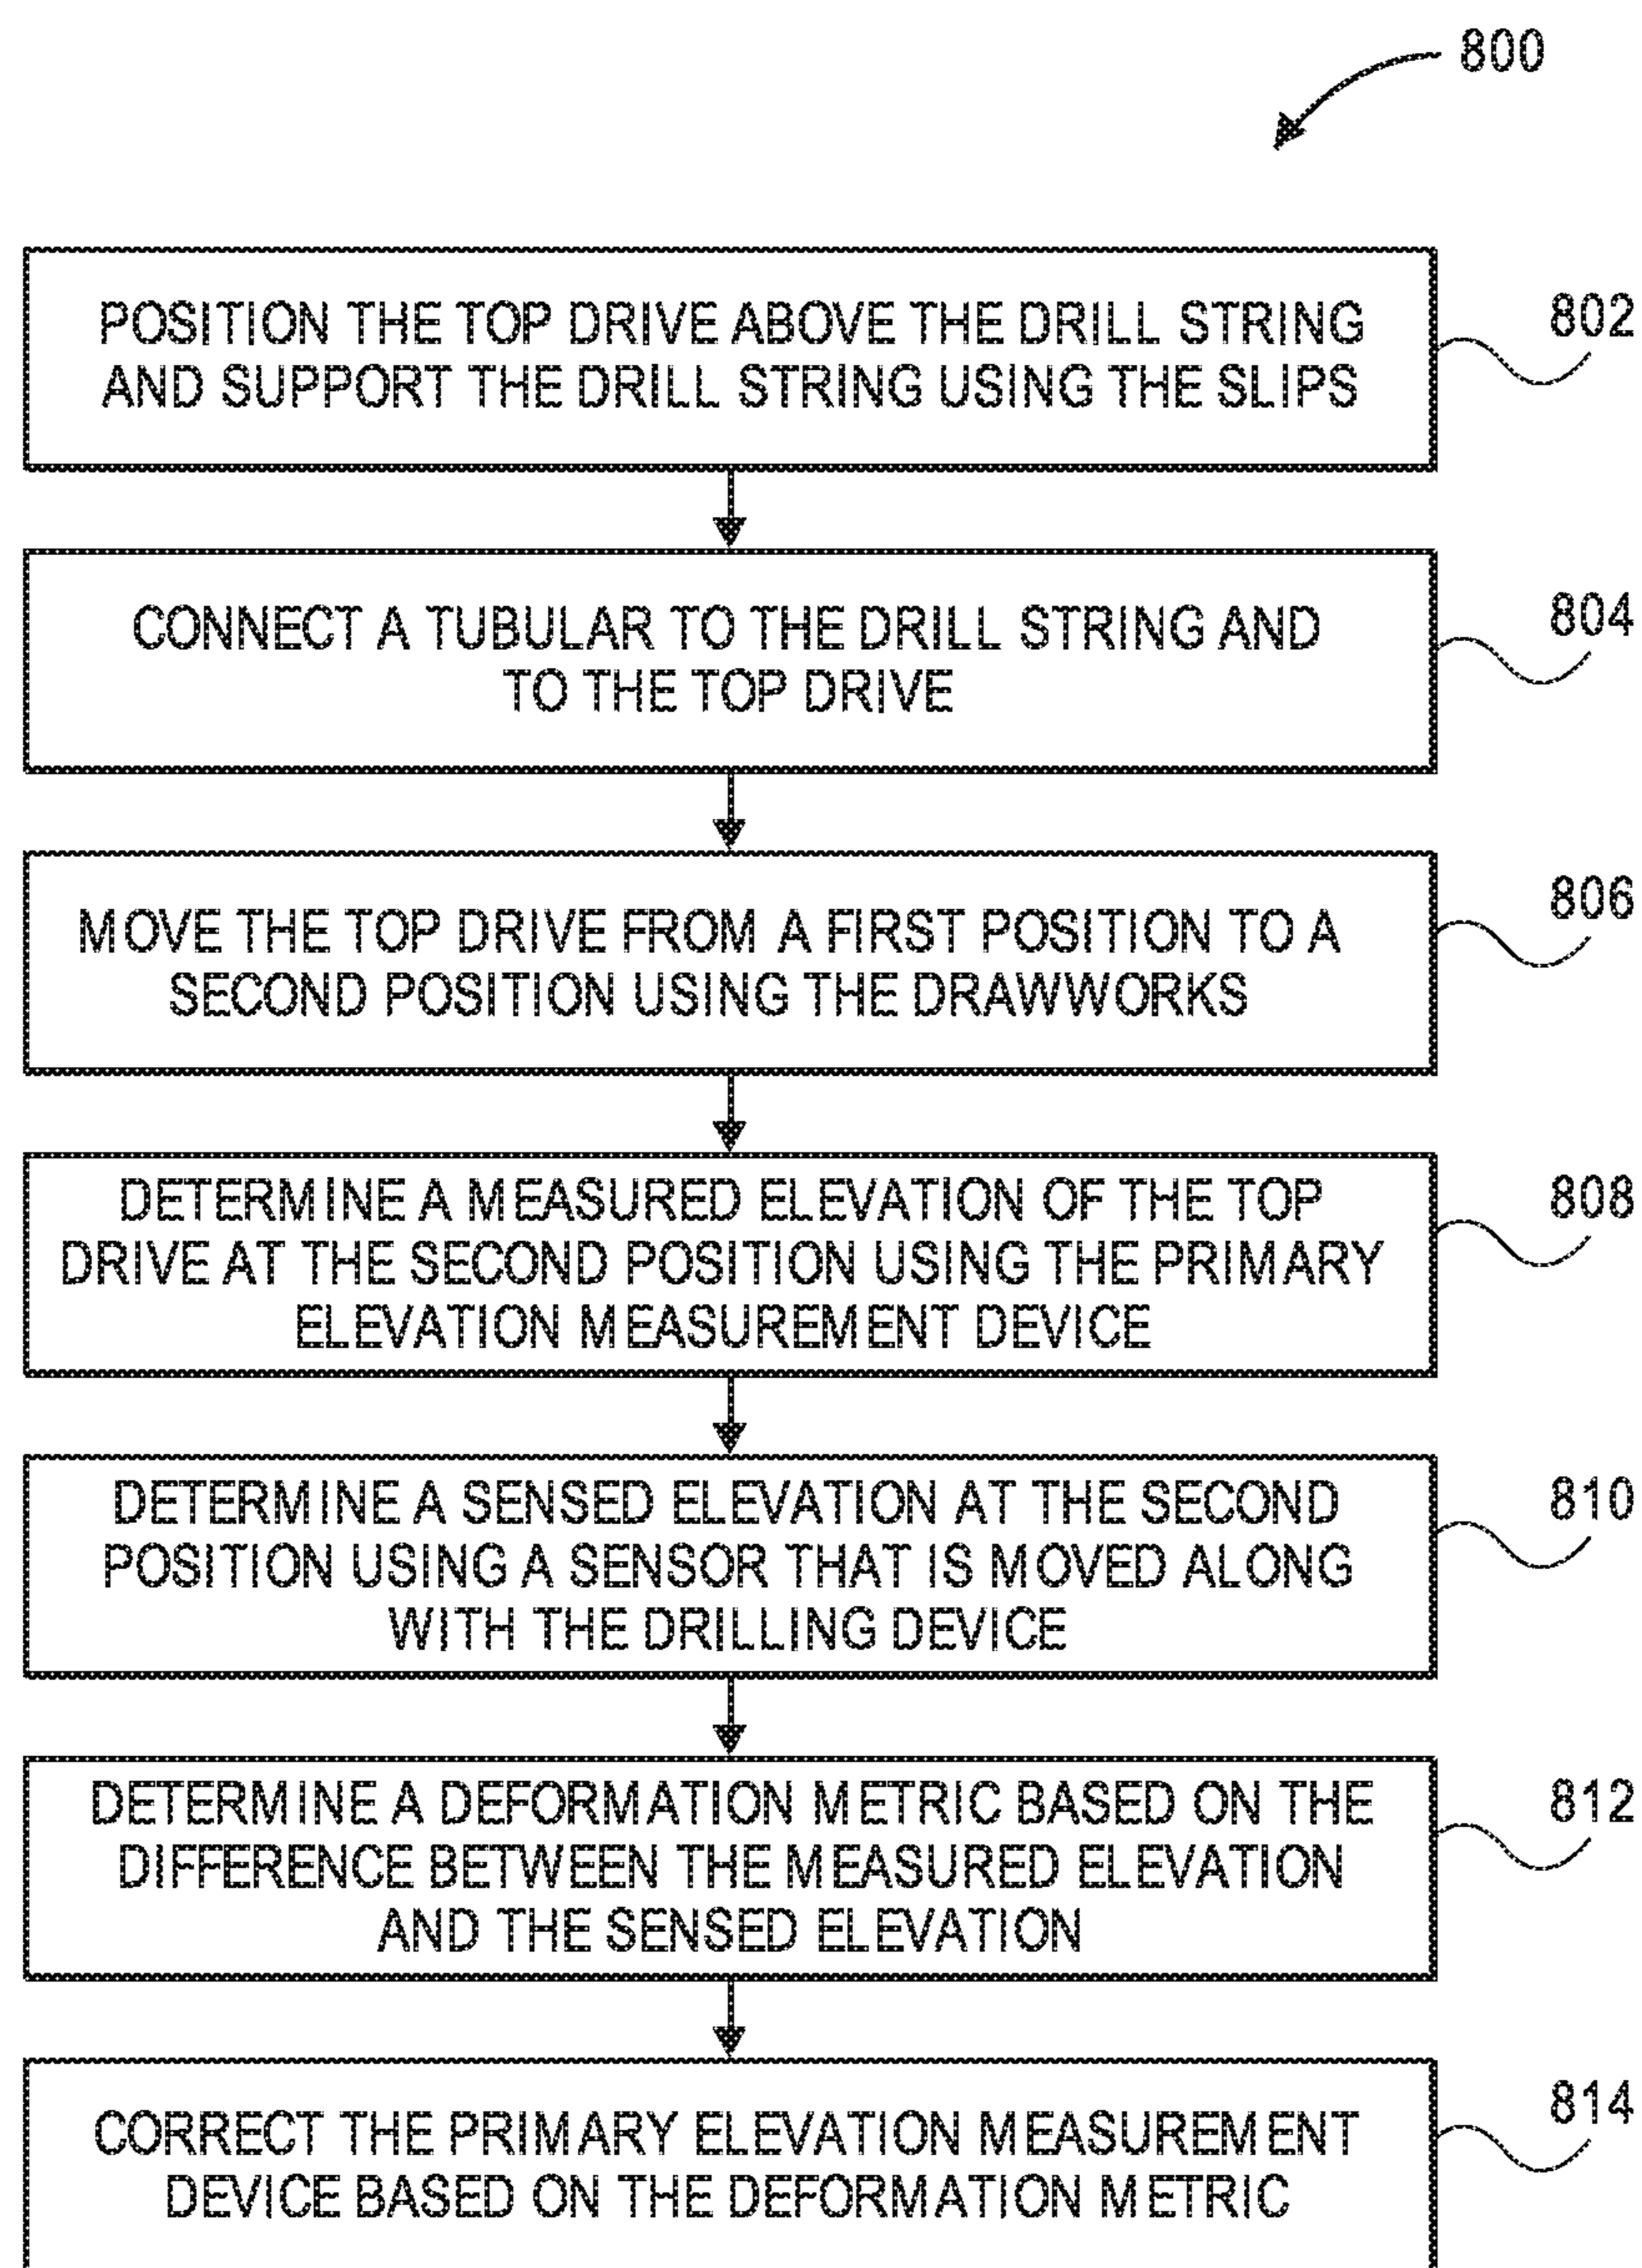 800
POSITION THE TOP DRIVE ABOVE THE DRILL STRING
AND SUPPORT THE DRILL STRING USING THE SLIPS
802
CONNECT A TUBULAR TO THE DRILL STRING AND
TO THE TOP DRIVE
804
MOVE THE TOP DRIVE FROM A FIRST POSITION TO A
SECOND POSITION USING THE DRAWWORKS
806
DETERMINE A MEASURED ELEVATION OF THE TOP
DRIVE AT THE SECOND POSITION USING THE PRIMARY
ELEVATION MEASUREMENT DEVICE
808
DETERMINE A SENSED ELEVATION AT THE SECOND
POSITION USING A SENSOR THAT IS MOVED ALONG
WITH THE DRILLING DEVICE
810
DETERMINE A DEFORMATION METRIC BASED ON THE
DIFFERENCE BETWEEN THE MEASURED ELEVATION
AND THE SENSED ELEVATION
812
CORRECT THE PRIMARY ELEVATION MEASUREMENT
DEVICE BASED ON THE DEFORMATION METRIC
814